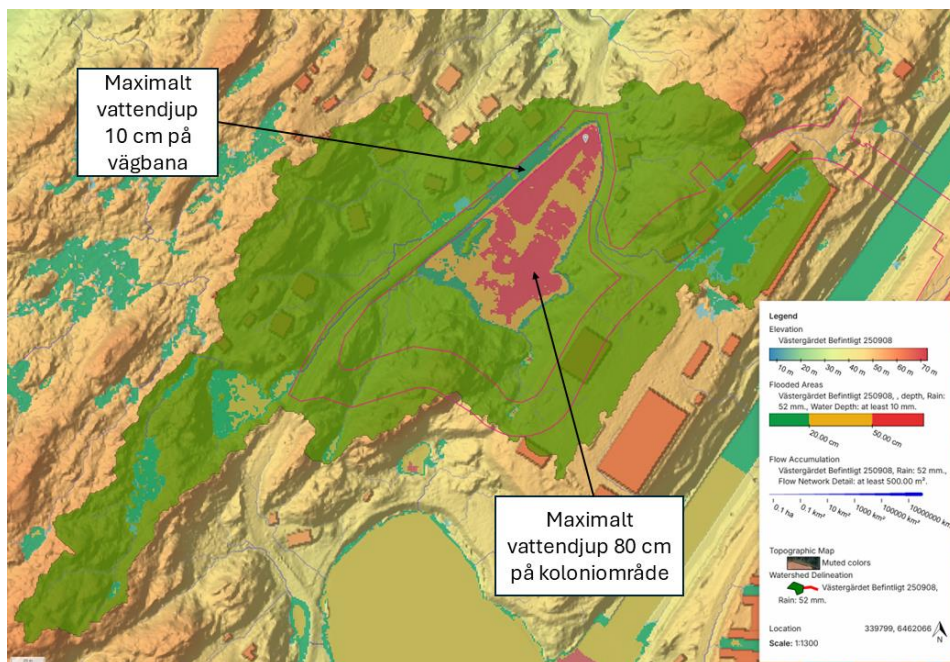 Maximalt
vattendjup
10 cm på
vägbana
Maximalt
vattendjup 80 cm
på koloniområde
Legend
Elevation
Västergärdet Befintligt 250908
10 m 20 m 30 m 40 m 50 m 60 m 70 m
Flooded Areas
Västergärdet Befintligt 250908, , depth, Rain:
52 mm., Water Depth: at least 10 mm.
20.00 cm 50.00 cm
Flow Accumulation
Västergärdet Befintligt 250908, Rain: 52 mm.,
Flow Network Detail: at least 500.00 m².
0.1 ha 0.1 km² 10 km² 1000 km² 100000 km² 10000000 km
Topographic Map
Muted colors
Watershed Delineation
Västergärdet Befintligt 250908,
Rain: 52 mm.
Location 339799, 6462066
Scale: 1:1300
N